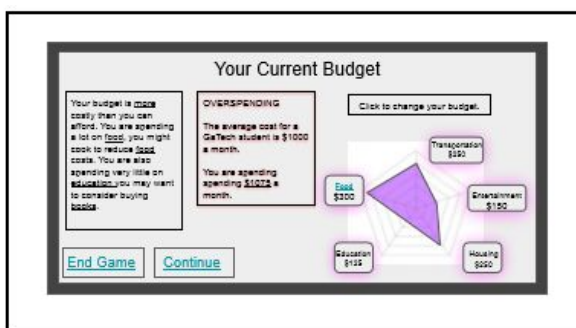 Your Current Budget
Your budget is more
costly than you can
afford. You are spending
a lot on food, you might
cook to reduce food
costs. You are also
spending very little on
education you may want
to consider buying
books.
OVERSPENDING
The average cost for a
GaTech student is $1000
a month.
You are spending
spending $1075 a
month.
Click to change your budget.
Transportation
$250
Food
$300
Entertainment
$150
Education
$125
Housing
$250
End Game
Continue